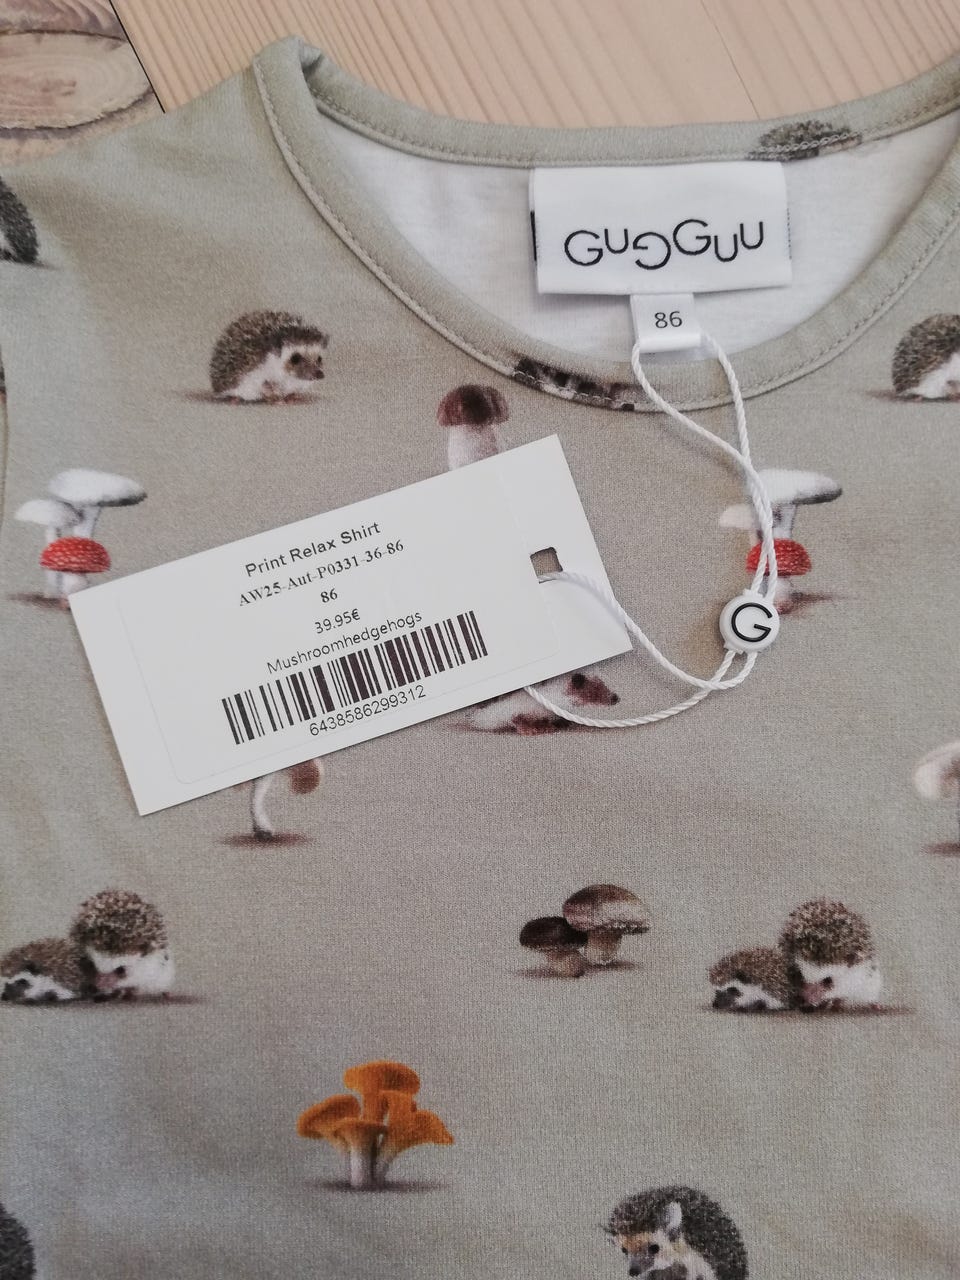 GUGGUU
86
Print Relax Shirt
AW25-Aut-P0331-36-86
86
39.95€
Mushroomhedgehogs
6438586299312
G